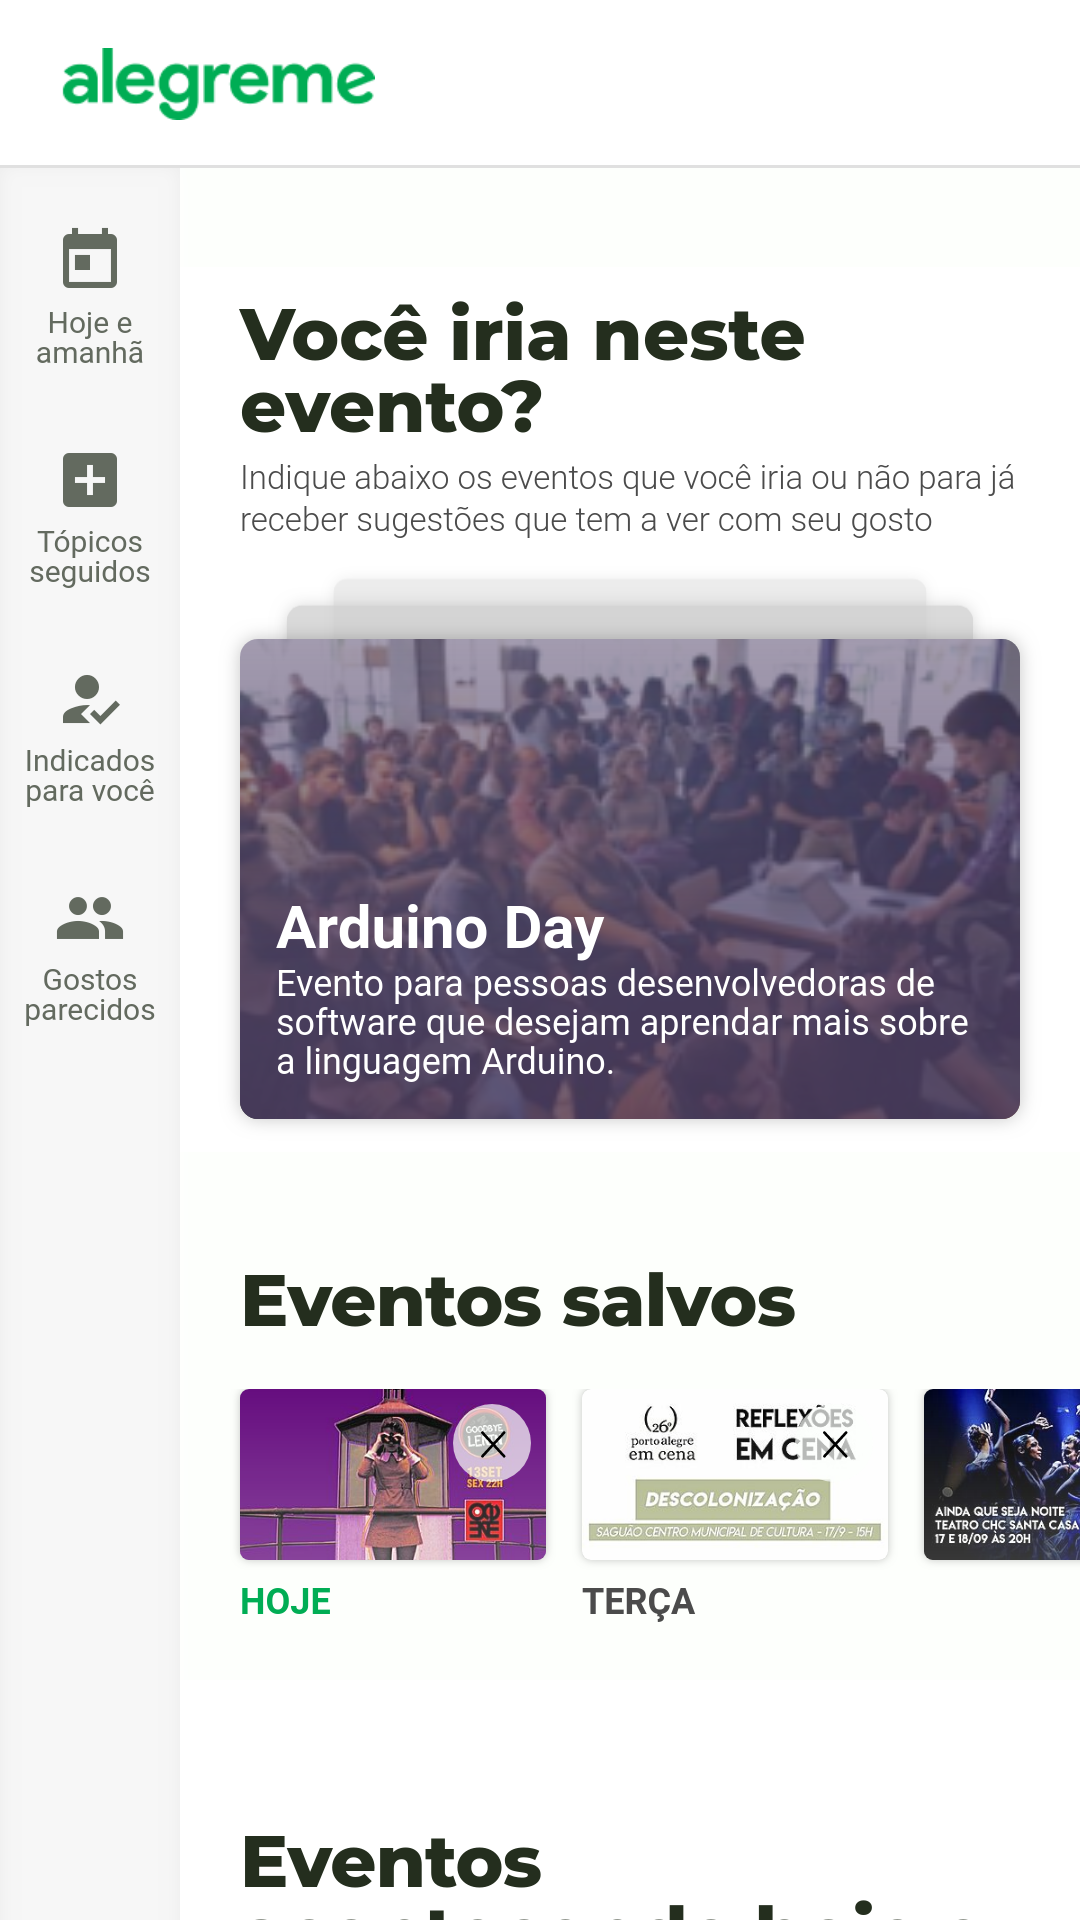 alegreme
Hoje e
amanhã
Tópicos
seguidos
Indicados
para você
Gostos
parecidos
Você iria neste
evento?
Indique abaixo os eventos que você iria ou não para já
receber sugestões que tem a ver com seu gosto
Arduino Day
Evento para pessoas desenvolvedoras de
software que desejam aprendar mais sobre
a linguagem Arduino.
Eventos salvos
GOODBYE
13SET
SEX 22H
HOJE
26º
porto alegre
em cena
REFLEXÕES
EM CENA
DESCOLONIZAÇÃO
SAGUÃO CENTRO MUNICIPAL DE CULTURA - 17/9 - 15H
TERÇA
AINDA QUE SEJA NOITE
TEATRO CHC SANTA CASA
17 E 18/09 ÀS 20H
Eventos